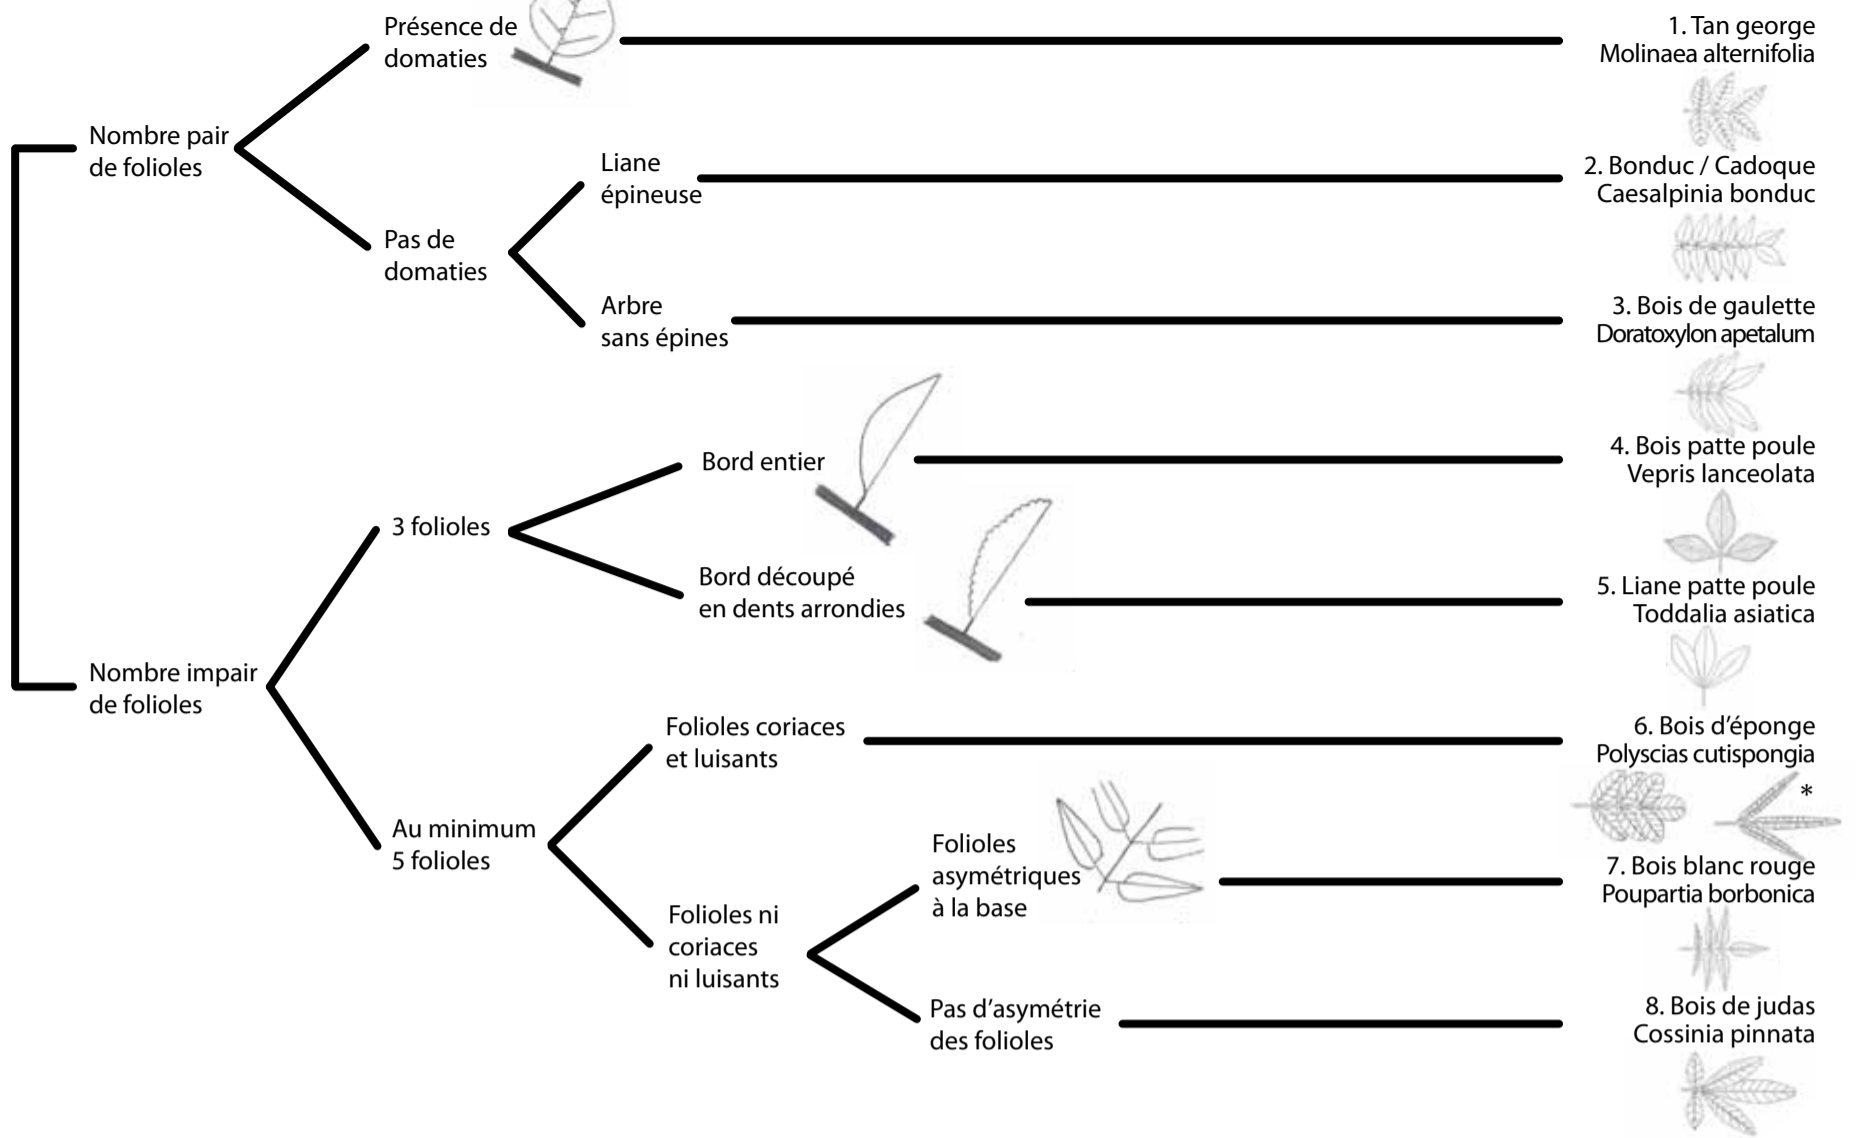 Présence de
domaties
1. Tan george
Molinaea alternifolia
Nombre pair
de folioles
Liane
épineuse
2. Bonduc / Cadoque
Caesalpinia bonduc
Pas de
domaties
Arbre
sans épines
3. Bois de gaulette
Doratoxylon apetalum
Bord entier
4. Bois patte poule
Vepris lanceolata
3 folioles
Bord découpé
en dents arrondies
5. Liane patte poule
Toddalia asiatica
Nombre impair
de folioles
Folioles coriaces
et luisants
6. Bois d'éponge
Polyscias cutispongia
*
Au minimum
5 folioles
Folioles
asymétriques
à la base
7. Bois blanc rouge
Poupartia borbonica
Folioles ni
coriaces
ni luisants
Pas d'asymétrie
des folioles
8. Bois de judas
Cossinia pinnata